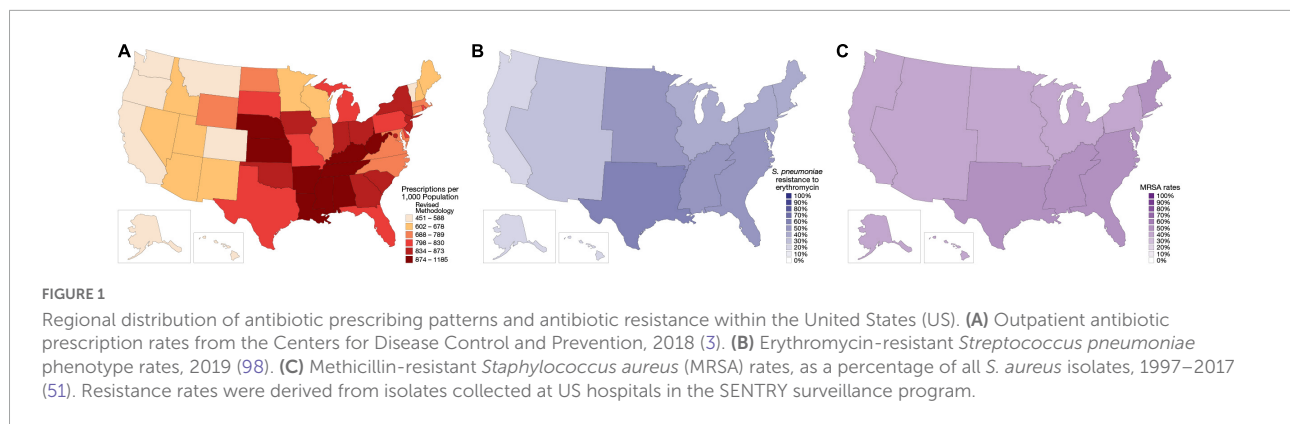 A
B
C
Prescriptions per
1,000 Population
Revised
Methodology
451 – 588
602 – 678
688 – 789
798 – 830
834 – 873
874 – 1185
S. pneumoniae
resistance to
erythromycin
100%
90%
80%
70%
60%
50%
40%
30%
20%
10%
0%
MRSA rates
100%
90%
80%
70%
60%
50%
40%
30%
20%
10%
0%
FIGURE 1
Regional distribution of antibiotic prescribing patterns and antibiotic resistance within the United States (US). (A) Outpatient antibiotic
prescription rates from the Centers for Disease Control and Prevention, 2018 (3). (B) Erythromycin-resistant Streptococcus pneumoniae
phenotype rates, 2019 (98). (C) Methicillin-resistant Staphylococcus aureus (MRSA) rates, as a percentage of all S. aureus isolates, 1997–2017
(51). Resistance rates were derived from isolates collected at US hospitals in the SENTRY surveillance program.